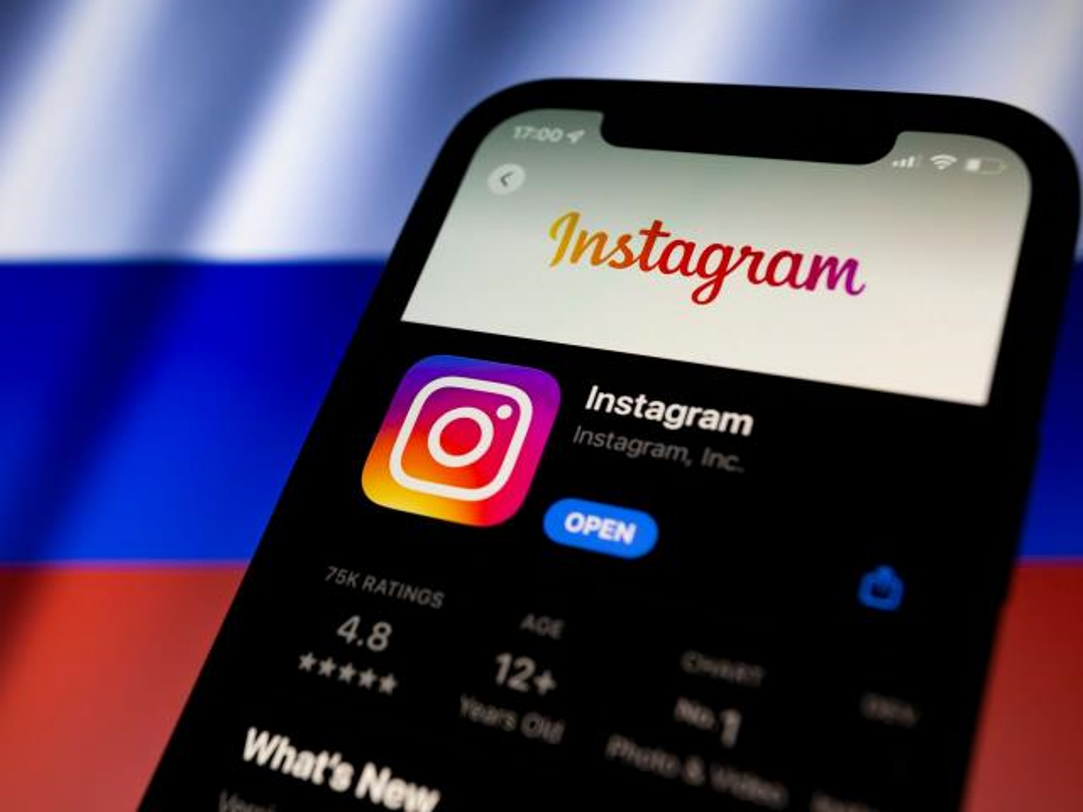 17:00
Instagram
Instagram
Instagram, Inc.
OPEN
75K RATINGS
4.8
★★★★★
AGE
12+
Years Old
CHART
No.1
Photo & Video
What's New